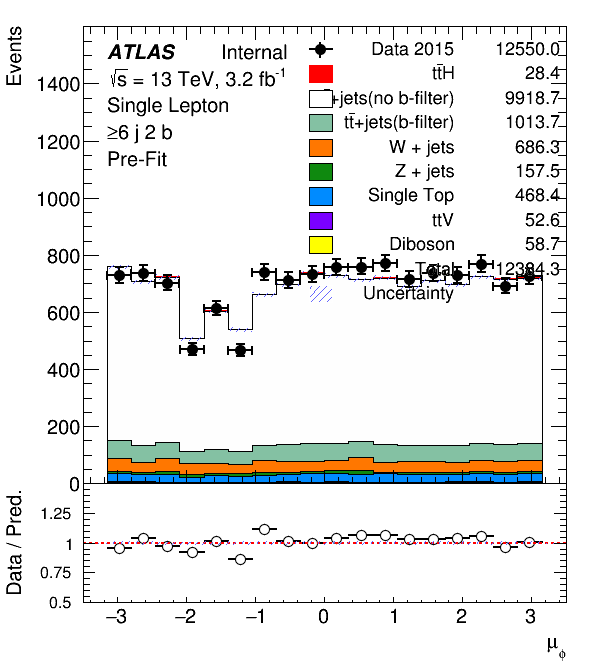 Events
ATLAS Internal
√s = 13 TeV, 3.2 fb-1
Single Lepton
≥6 j 2 b
Pre-Fit
Data 2015 12550.0
tt̄H 28.4
+jets(no b-filter) 9918.7
tt̄+jets(b-filter) 1013.7
W + jets 686.3
Z + jets 157.5
Single Top 468.4
ttV 52.6
Diboson 58.7
Total 12384.3
Uncertainty
1400
1200
1000
800
600
400
200
0
Data / Pred.
1.25
1
0.75
0.5
−3 −2 −1 0 1 2 3
μϕ